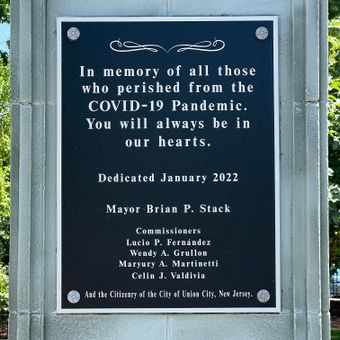 In memory of all those
who perished from the
COVID-19 Pandemic.
You will always be in
our hearts.
Dedicated January 2022
Mayor Brian P. Stack
Commissioners
Lucio P. Fernández
Wendy A. Grullon
Maryury A. Martinetti
Celin J. Valdivia
And the Citizenry of the City of Union City, New Jersey.